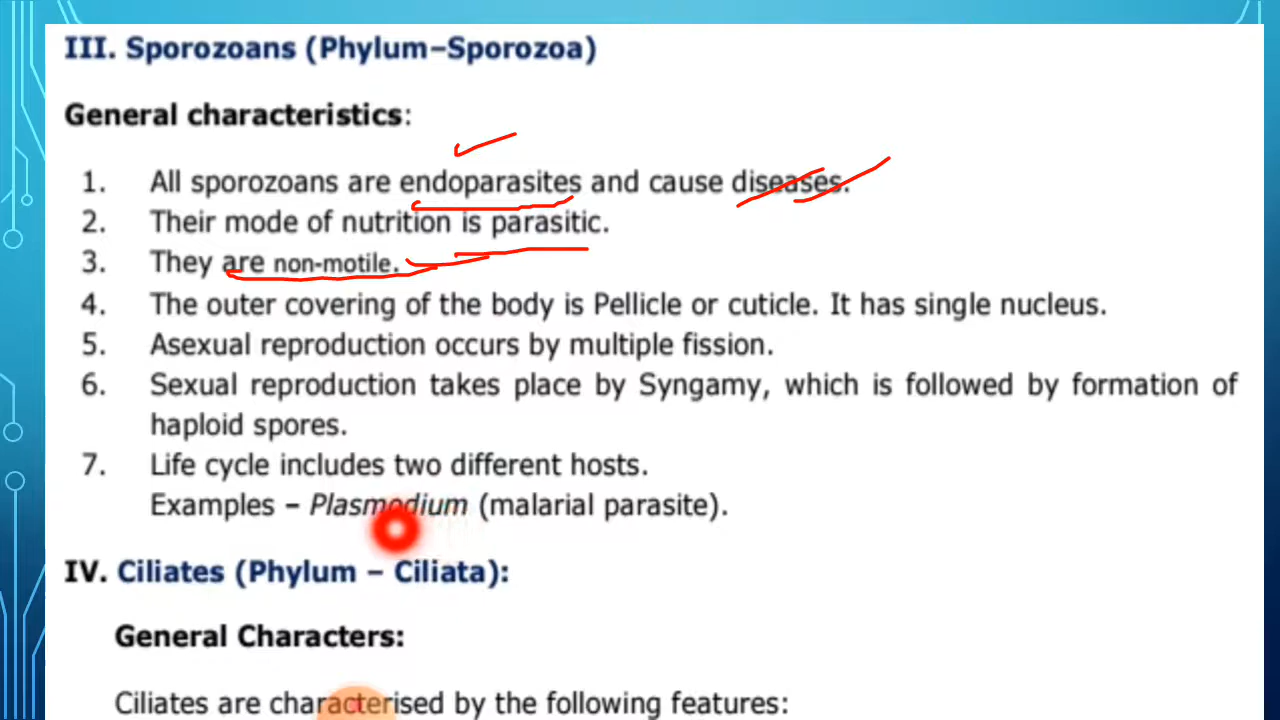 III. Sporozoans (Phylum–Sporozoa)
General characteristics:
1. All sporozoans are endoparasites and cause diseases.
2. Their mode of nutrition is parasitic.
3. They are non-motile.
4. The outer covering of the body is Pellicle or cuticle. It has single nucleus.
5. Asexual reproduction occurs by multiple fission.
6. Sexual reproduction takes place by Syngamy, which is followed by formation of
haploid spores.
7. Life cycle includes two different hosts.
Examples – Plasmodium (malarial parasite).
IV. Ciliates (Phylum – Ciliata):
General Characters:
Ciliates are characterised by the following features: